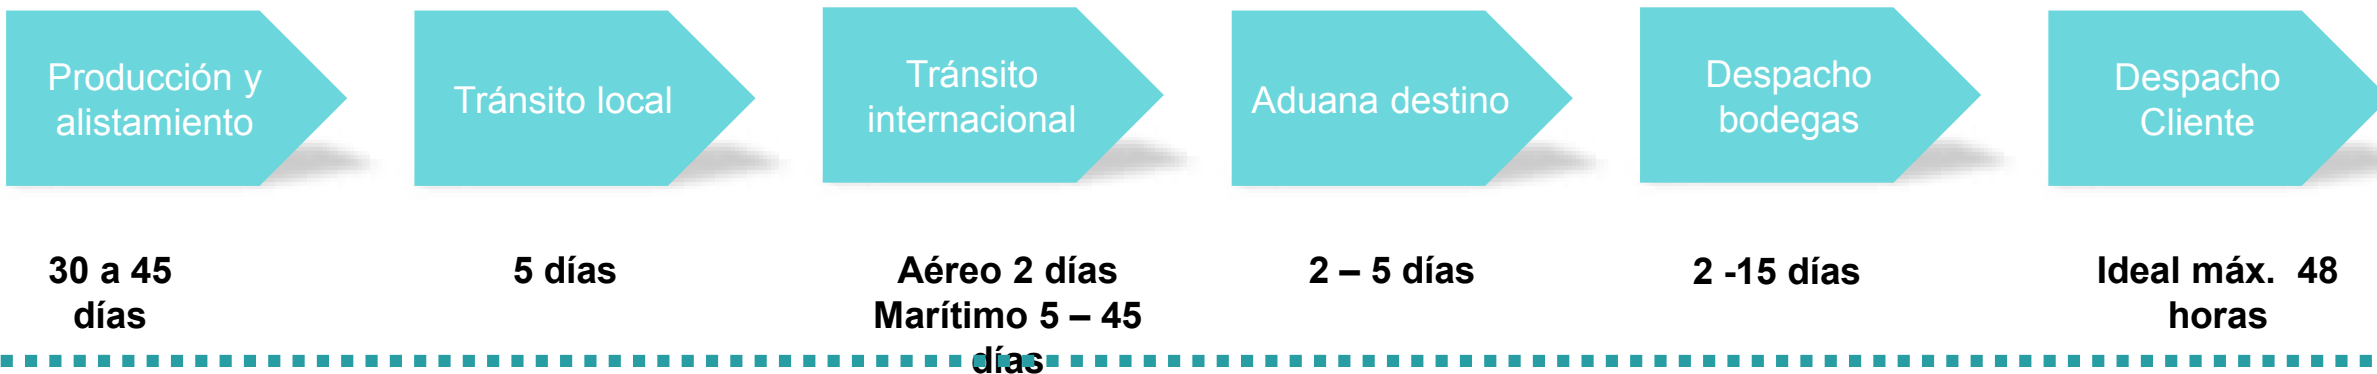 Producción y
alistamiento
Tránsito local
Tránsito
internacional
Aduana destino
Despacho
bodegas
Despacho
Cliente
30 a 45
días
5 días
Aéreo 2 días
Marítimo 5 – 45
días
2 – 5 días
2 -15 días
Ideal máx.  48
horas